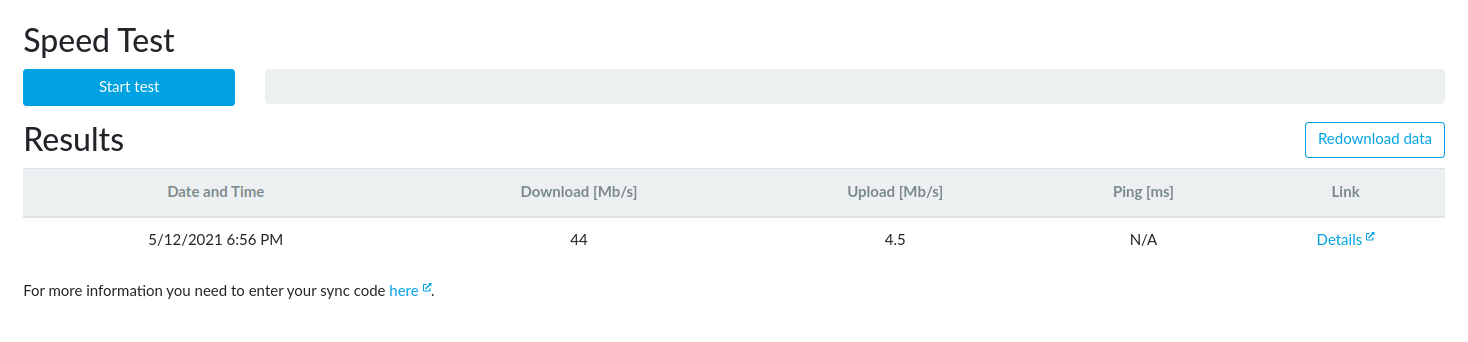 Speed Test
Start test
Results
Redownload data
Date and Time Download [Mb/s] Upload [Mb/s] Ping [ms] Link
5/12/2021 6:56 PM 44 4.5 N/A Details
For more information you need to enter your sync code here.